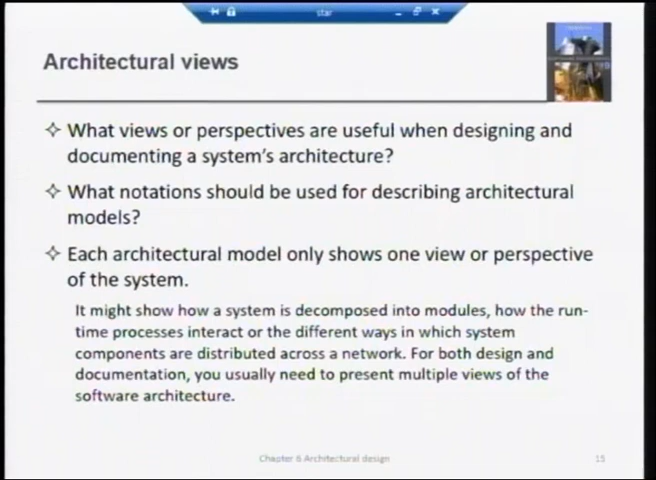 star
Architectural views
What views or perspectives are useful when designing and
documenting a system's architecture?
What notations should be used for describing architectural
models?
Each architectural model only shows one view or perspective
of the system.
It might show how a system is decomposed into modules, how the run-
time processes interact or the different ways in which system
components are distributed across a network. For both design and
documentation, you usually need to present multiple views of the
software architecture.
Chapter 6 Architectural design
15